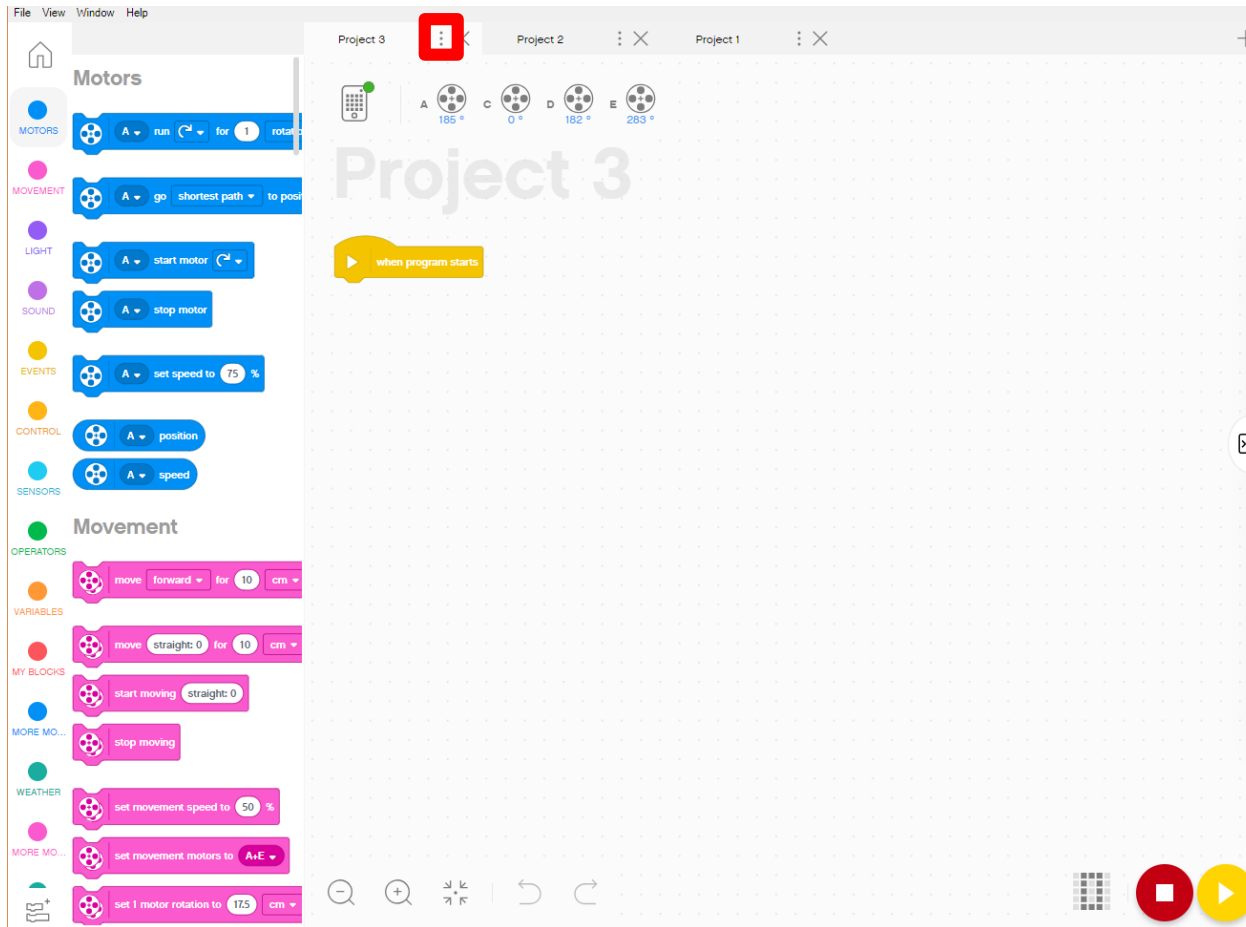 File View Window Help
Project 3
Project 2
Project 1
Motors
MOTORS
A run for 1 rotatio
MOVEMENT
A go shortest path to posi
LIGHT
A start motor
SOUND
A stop motor
EVENTS
A set speed to 75 %
CONTROL
A position
SENSORS
A speed
OPERATORS
Movement
VARIABLES
move forward for 10 cm
MY BLOCKS
move straight: 0 for 10 cm
start moving straight: 0
MORE MO...
stop moving
WEATHER
set movement speed to 50 %
MORE MO...
set movement motors to A+E
set 1 motor rotation to 17.5 cm
A 185 °
C 0 °
D 182 °
E 283 °
Project 3
when program starts
0